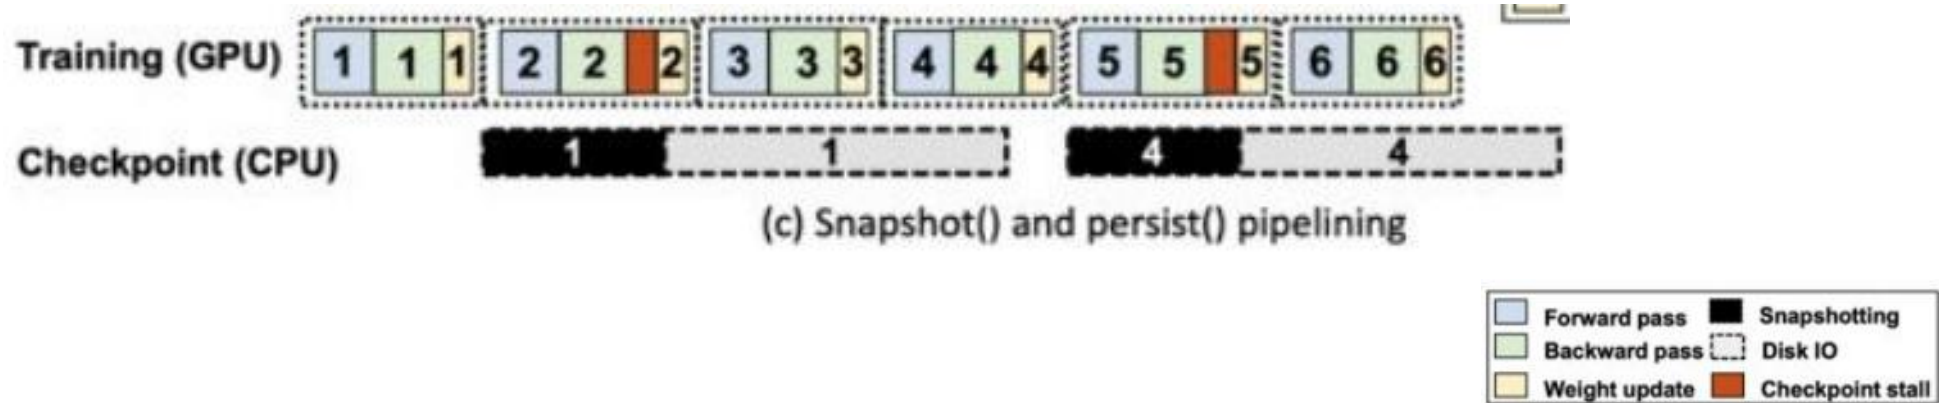 Training (GPU) 1 1 1 2 2 2 3 3 3 4 4 4 5 5 5 6 6 6
Checkpoint (CPU) 1 1 4 4
(c) Snapshot() and persist() pipelining
Forward pass Snapshotting
Backward pass Disk IO
Weight update Checkpoint stall